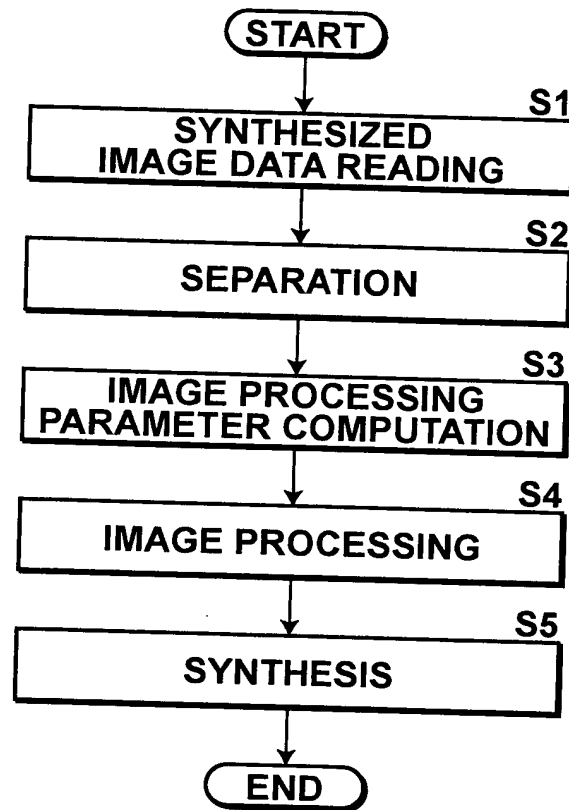 START
S1
SYNTHESIZED
IMAGE DATA READING
S2
SEPARATION
S3
IMAGE PROCESSING
PARAMETER COMPUTATION
S4
IMAGE PROCESSING
S5
SYNTHESIS
END